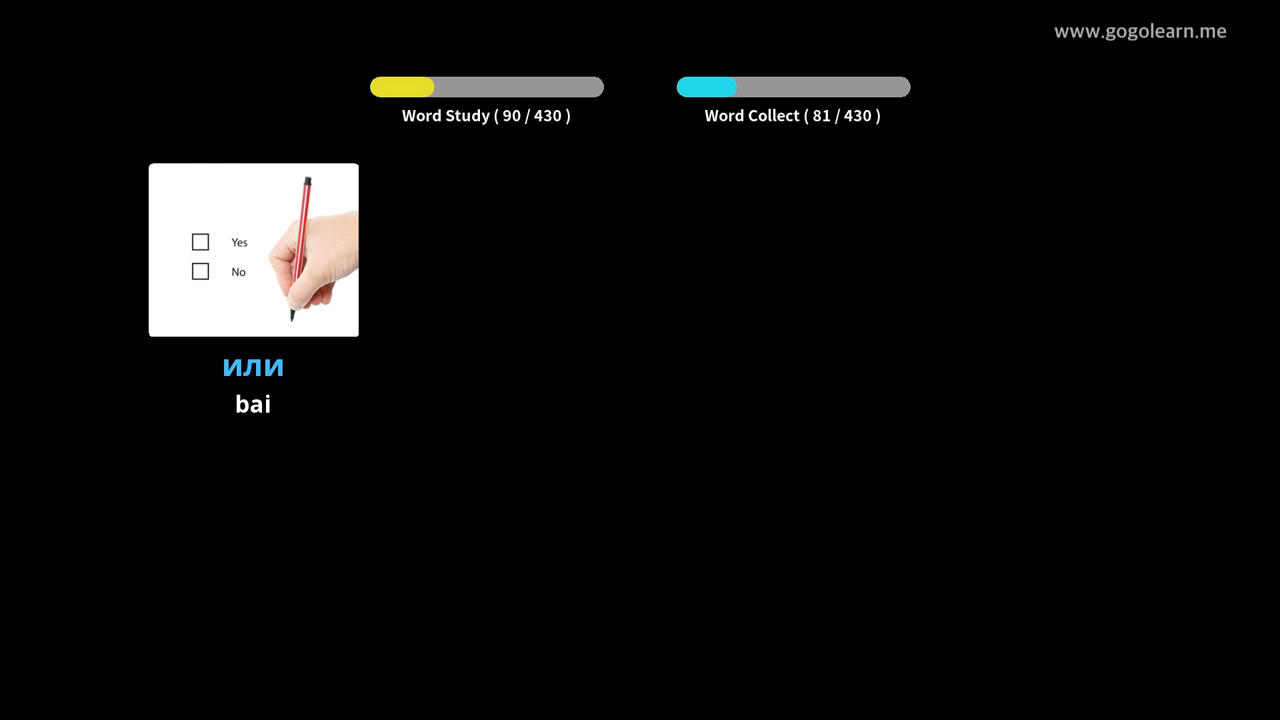 www.gogolearn.me
Word Study ( 90 / 430 )
Word Collect ( 81 / 430 )
Yes
No
или
bai